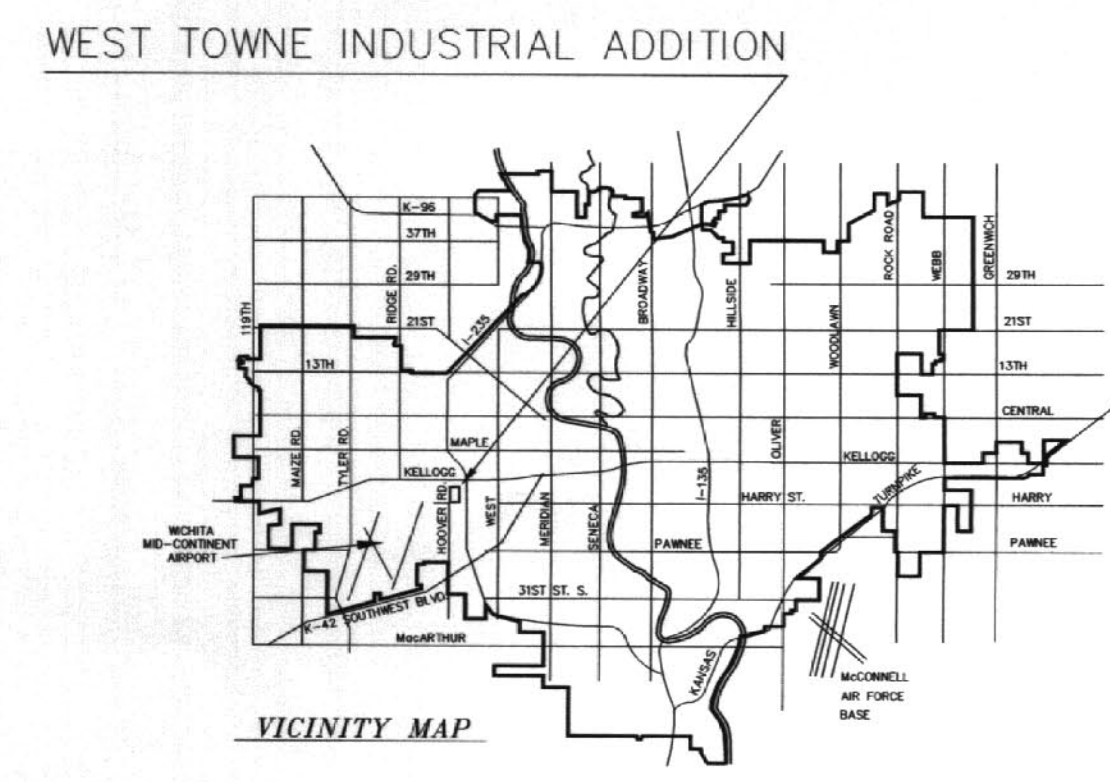 WEST TOWNE INDUSTRIAL ADDITION
K-96
37TH
RIDGE RD.
29TH
119TH
21ST
I-235
13TH
BROADWAY
HILLSIDE
WOODLAWN
ROCK ROAD
WEBB
GREENWICH
29TH
21ST
13TH
CENTRAL
MAIZE RD.
TYLER RD.
MAPLE
KELLOGG
HOOVER RD.
WEST
MERIDIAN
SENECA
I-135
OLIVER
KELLOGG
TURNPIKE
HARRY ST.
HARRY
PAWNEE
PAWNEE
WICHITA
MID-CONTINENT
AIRPORT
31ST ST. S.
K-42 SOUTHWEST BLVD.
MacARTHUR
KANSAS
McCONNELL
AIR FORCE
BASE
VICINITY MAP